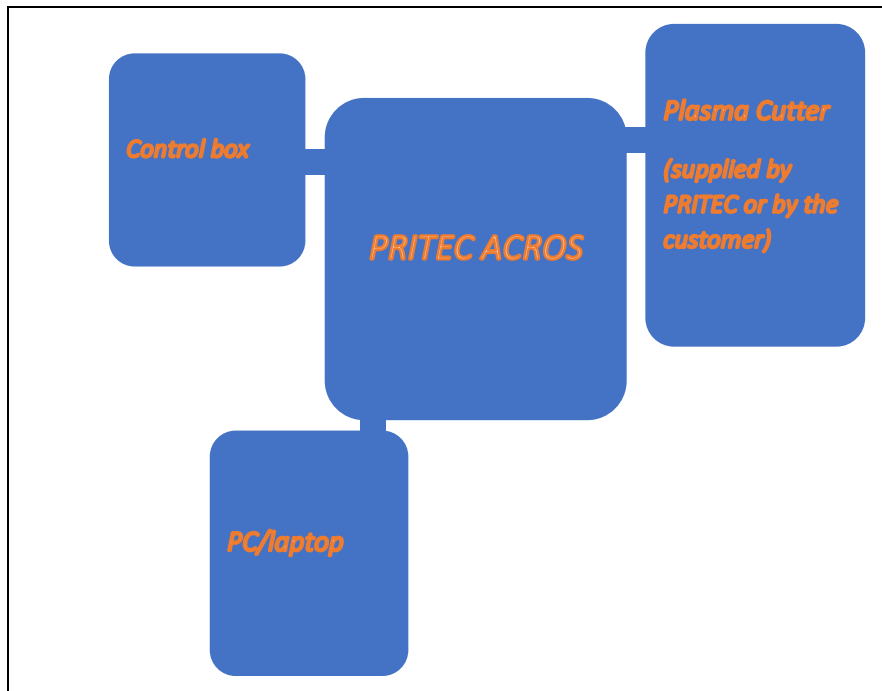 Control box
PRITEC ACROS
Plasma Cutter
(supplied by
PRITEC or by the
customer)
PC/laptop